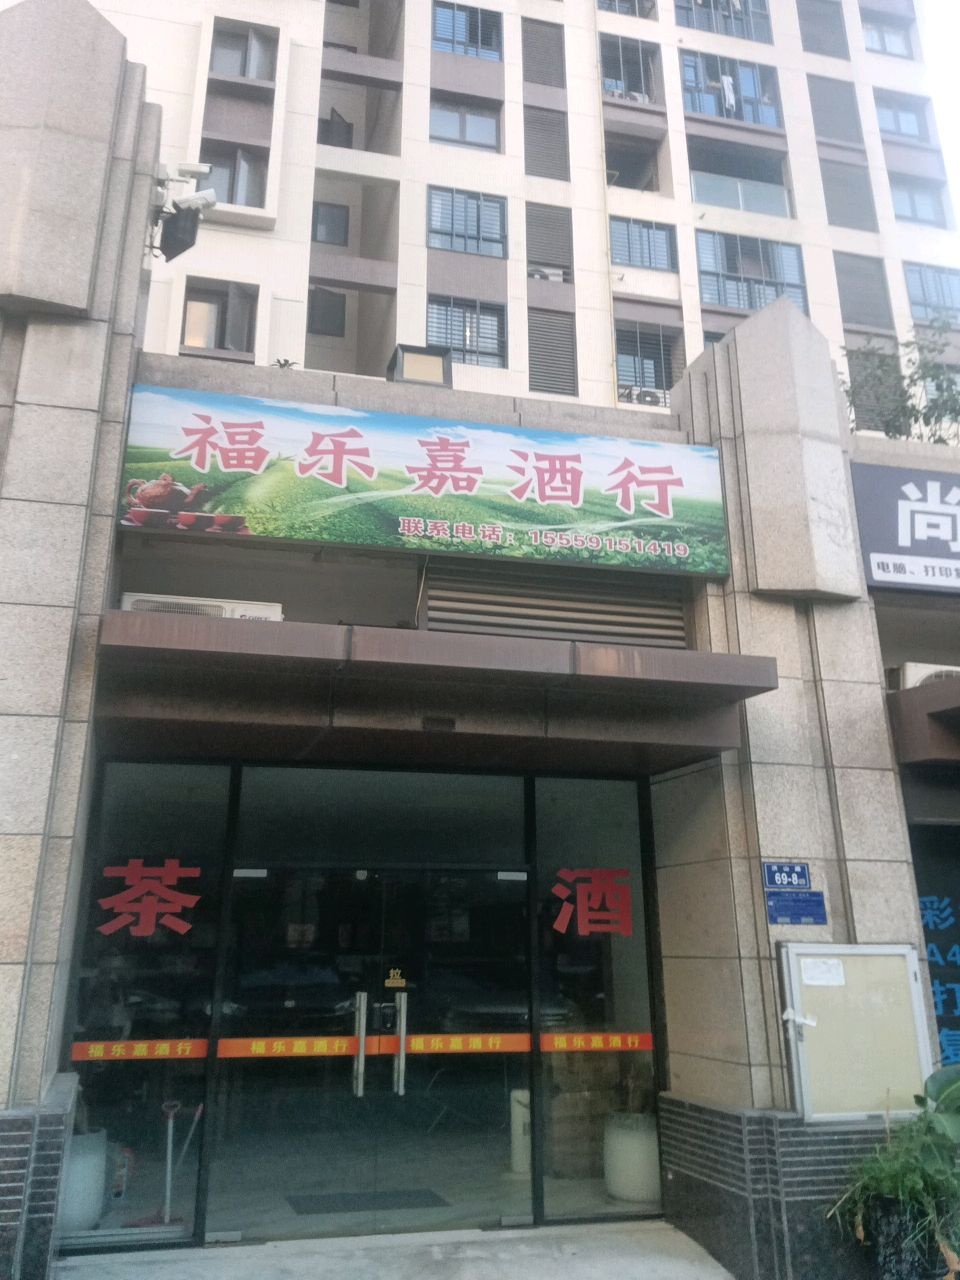 福乐嘉酒行
联系电话：15559151419
尚
电脑、打印
茶
酒
69-8
拉
福乐嘉酒行
福乐嘉酒行
福乐嘉酒行
福乐嘉酒行
彩
A4
打
复